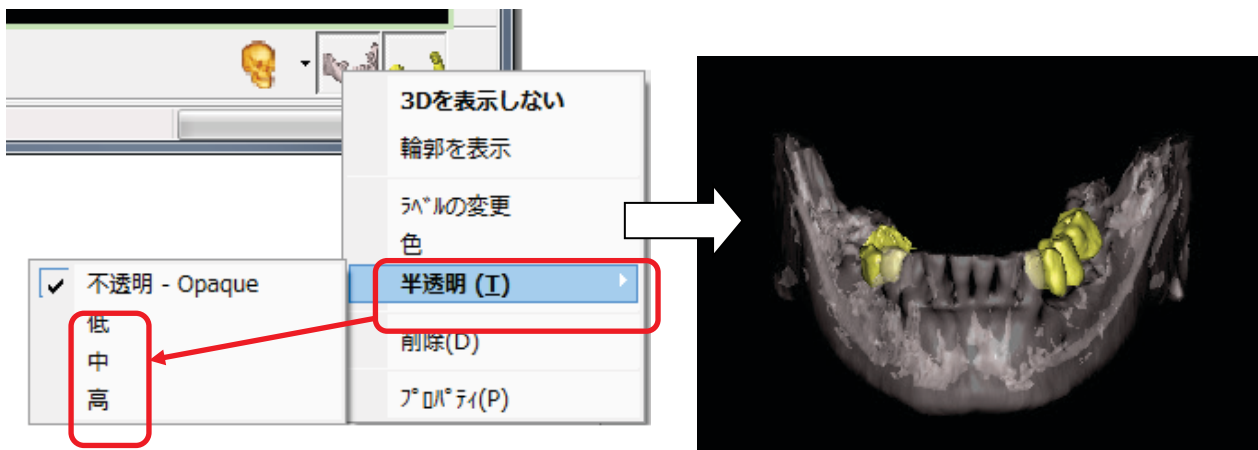 3Dを表示しない
輪郭を表示
ﾗﾍﾞﾙの変更
色
半透明 (T)
削除(D)
ﾌﾟﾛﾊﾟﾃｨ(P)
不透明 - Opaque
低
中
高